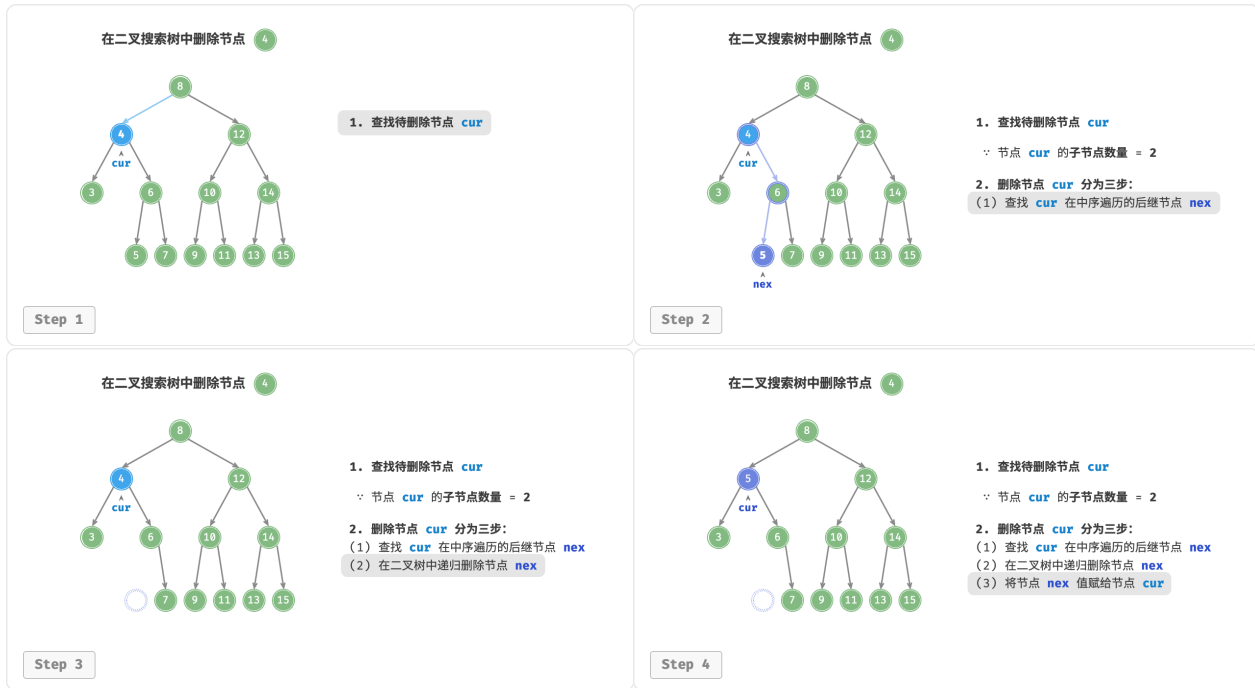 在二叉搜索树中删除节点 4
8
4 12
cur
3 6 10 14
5 7 9 11 13 15
1. 查找待删除节点 cur
Step 1
在二叉搜索树中删除节点 4
8
4 12
cur
3 6 10 14
5 7 9 11 13 15
nex
1. 查找待删除节点 cur
∵ 节点 cur 的子节点数量 = 2
2. 删除节点 cur 分为三步:
(1) 查找 cur 在中序遍历的后继节点 nex
Step 2
在二叉搜索树中删除节点 4
8
4 12
cur
3 6 10 14
7 9 11 13 15
1. 查找待删除节点 cur
∵ 节点 cur 的子节点数量 = 2
2. 删除节点 cur 分为三步:
(1) 查找 cur 在中序遍历的后继节点 nex
(2) 在二叉树中递归删除节点 nex
Step 3
在二叉搜索树中删除节点 4
8
5 12
cur
3 6 10 14
7 9 11 13 15
1. 查找待删除节点 cur
∵ 节点 cur 的子节点数量 = 2
2. 删除节点 cur 分为三步:
(1) 查找 cur 在中序遍历的后继节点 nex
(2) 在二叉树中递归删除节点 nex
(3) 将节点 nex 值赋给节点 cur
Step 4